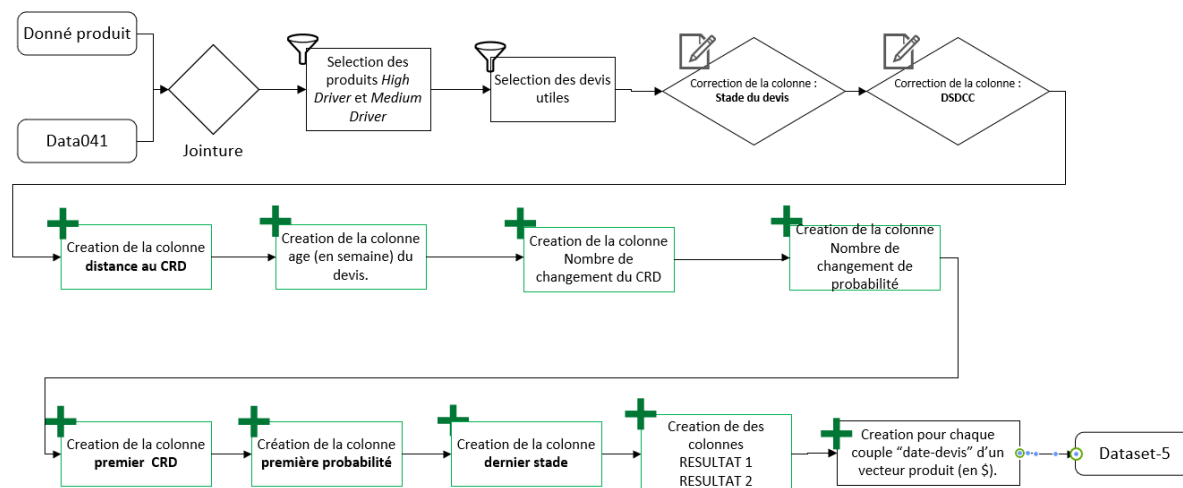 Donné produit
Data041
Jointure
Selection des
produits High
Driver et Medium
Driver
Selection des devis
utiles
Correction de la colonne :
Stade du devis
Correction de la colonne :
DSDCC
Creation de la colonne
distance au CRD
Creation de la colonne
age (en semaine) du
devis.
Creation de la colonne
Nombre de
changement du CRD
Creation de la colonne
Nombre de
changement de
probabilité
Creation de la colonne
premier CRD
Création de la colonne
première probabilité
Creation de la colonne
dernier stade
Creation de des
colonnes
RESULTAT 1
RESULTAT 2
Creation pour chaque
couple “date-devis” d’un
vecteur produit (en $).
Dataset-5